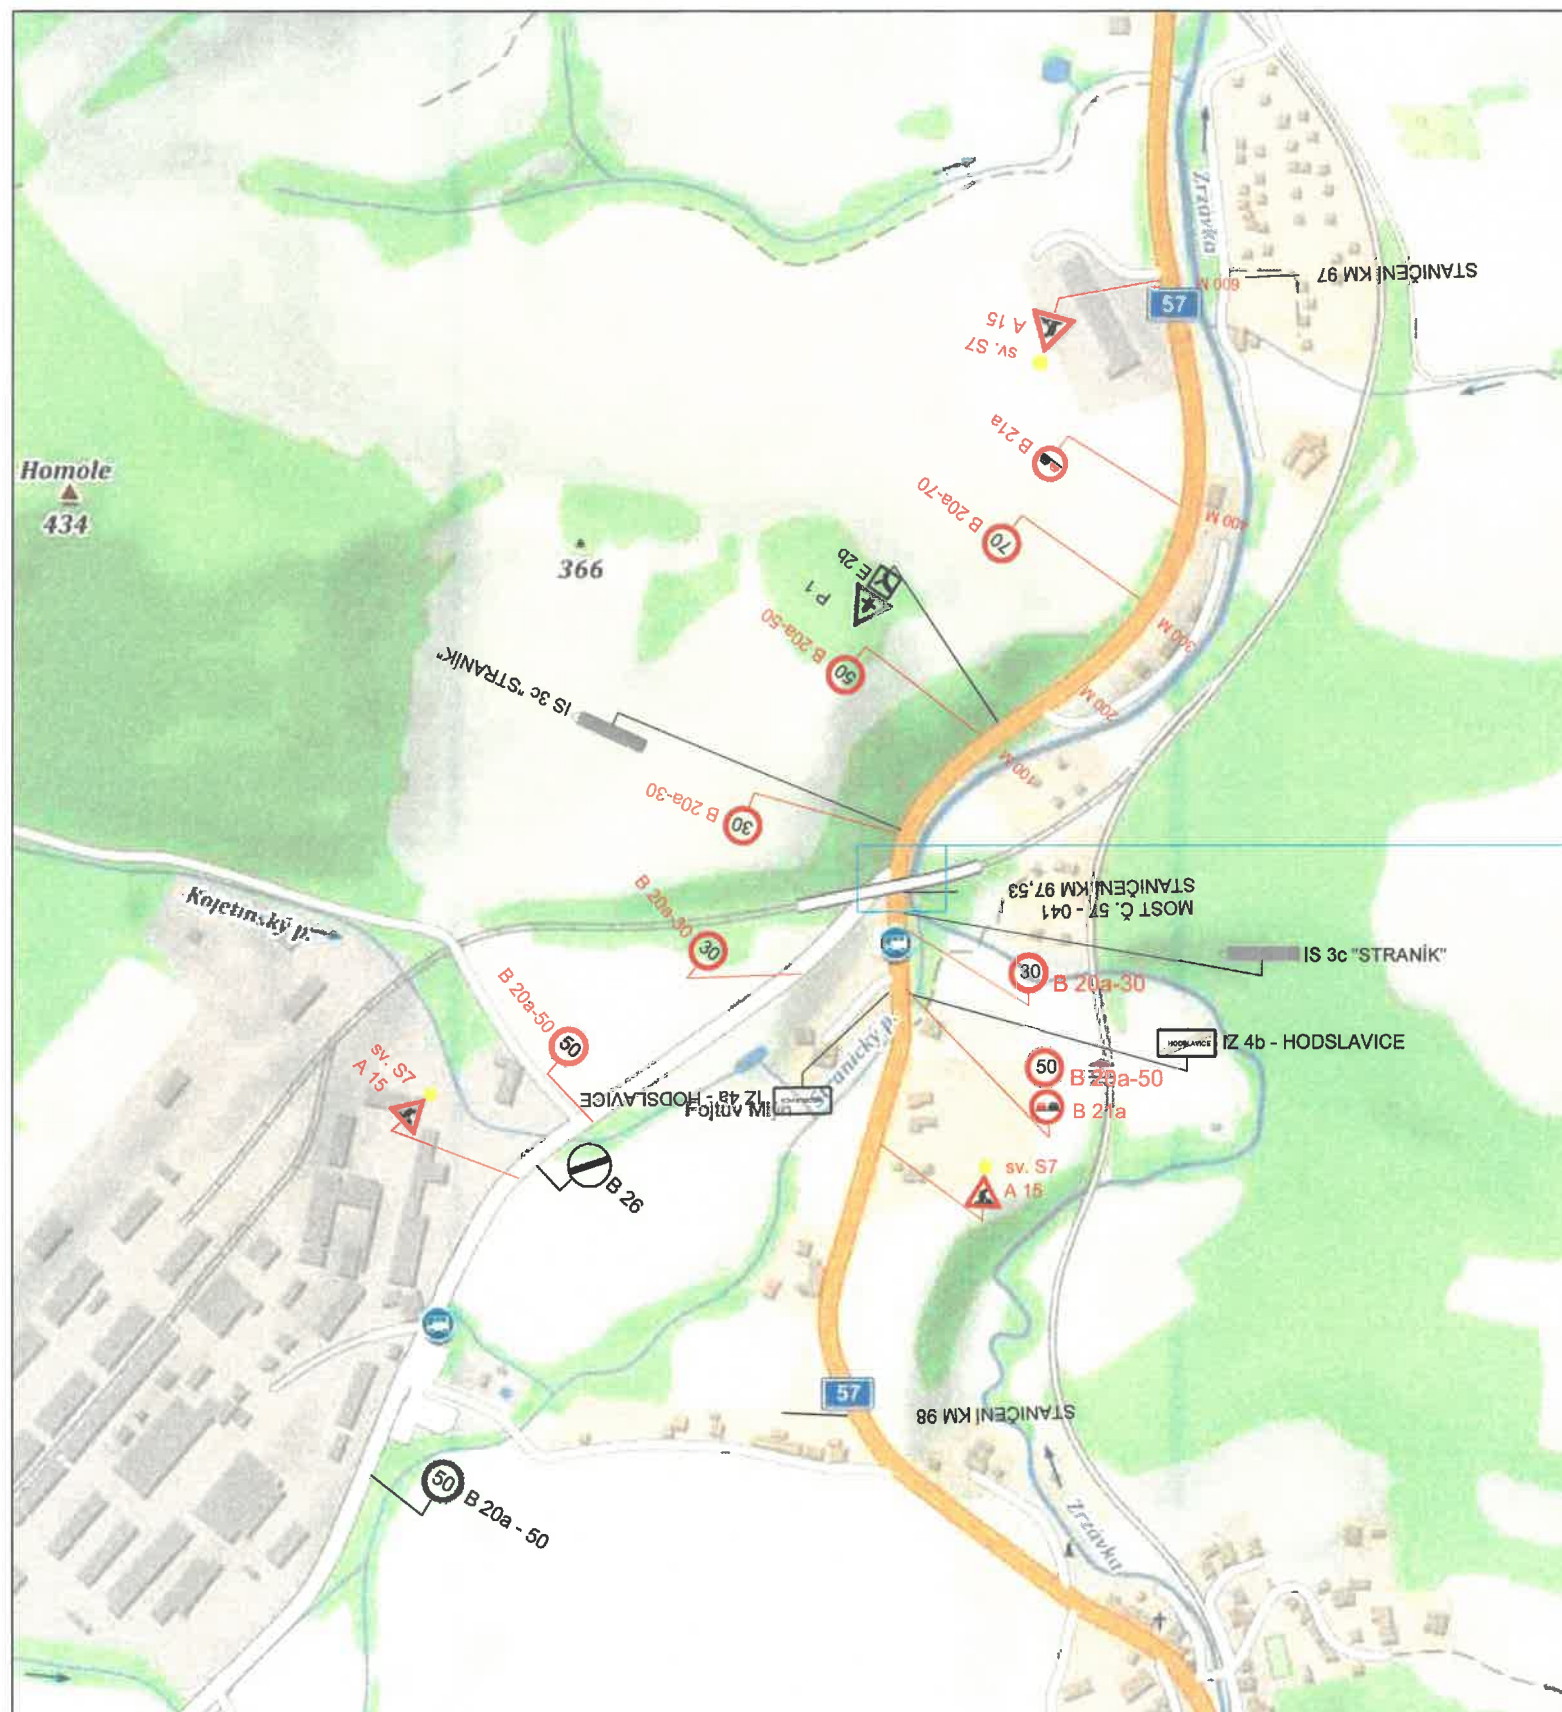 Zrzávka
STANIČENÍ KM 97
600 M
57
A 15
sv. S7
B 21a
Homole
434
400 M
B 20a-70
70
366
E 2b
P 1
B 20a-50
50
300 M
IS 3c "STRANÍK"
200 M
100 M
B 20a-30
30
STANIČENÍ KM 97,53
MOST Č. 57 - 041
Kojetínský p.
B 20a-30
30
IS 3c "STRANÍK"
30
B 20a-30
B 20a-50
50
HODSLAVICE
IZ 4b - HODSLAVICE
sv. S7
A 15
50
B 20a-50
B 21a
IZ 4a - HODSLAVICE
B 26
sv. S7
A 15
57
STANIČENÍ KM 98
50
B 20a - 50
Zrzávka